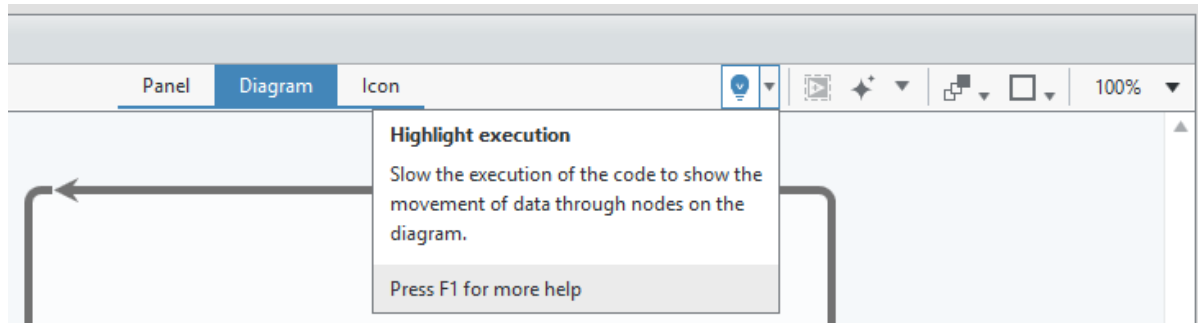 Panel Diagram Icon 100%
Highlight execution
Slow the execution of the code to show the
movement of data through nodes on the
diagram.
Press F1 for more help